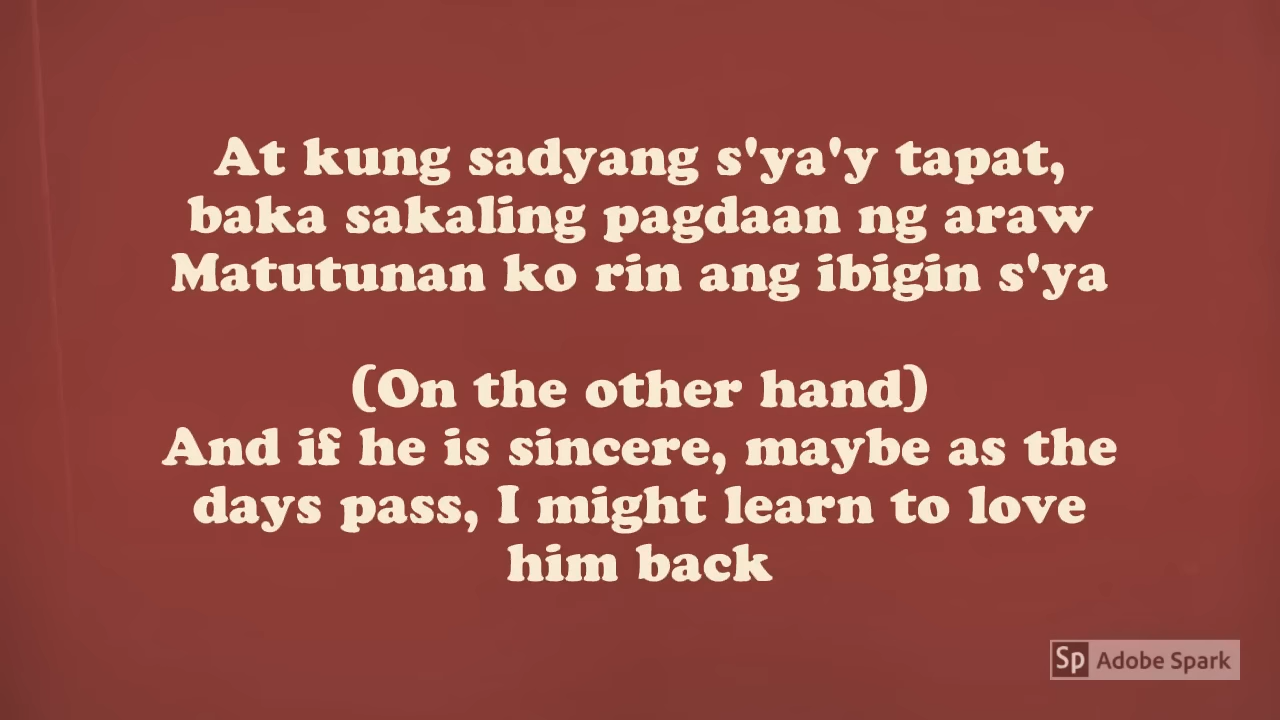 At kung sadyang s'ya'y tapat,
baka sakaling pagdaan ng araw
Matutunan ko rin ang ibigin s'ya
(On the other hand)
And if he is sincere, maybe as the
days pass, I might learn to love
him back
Sp Adobe Spark